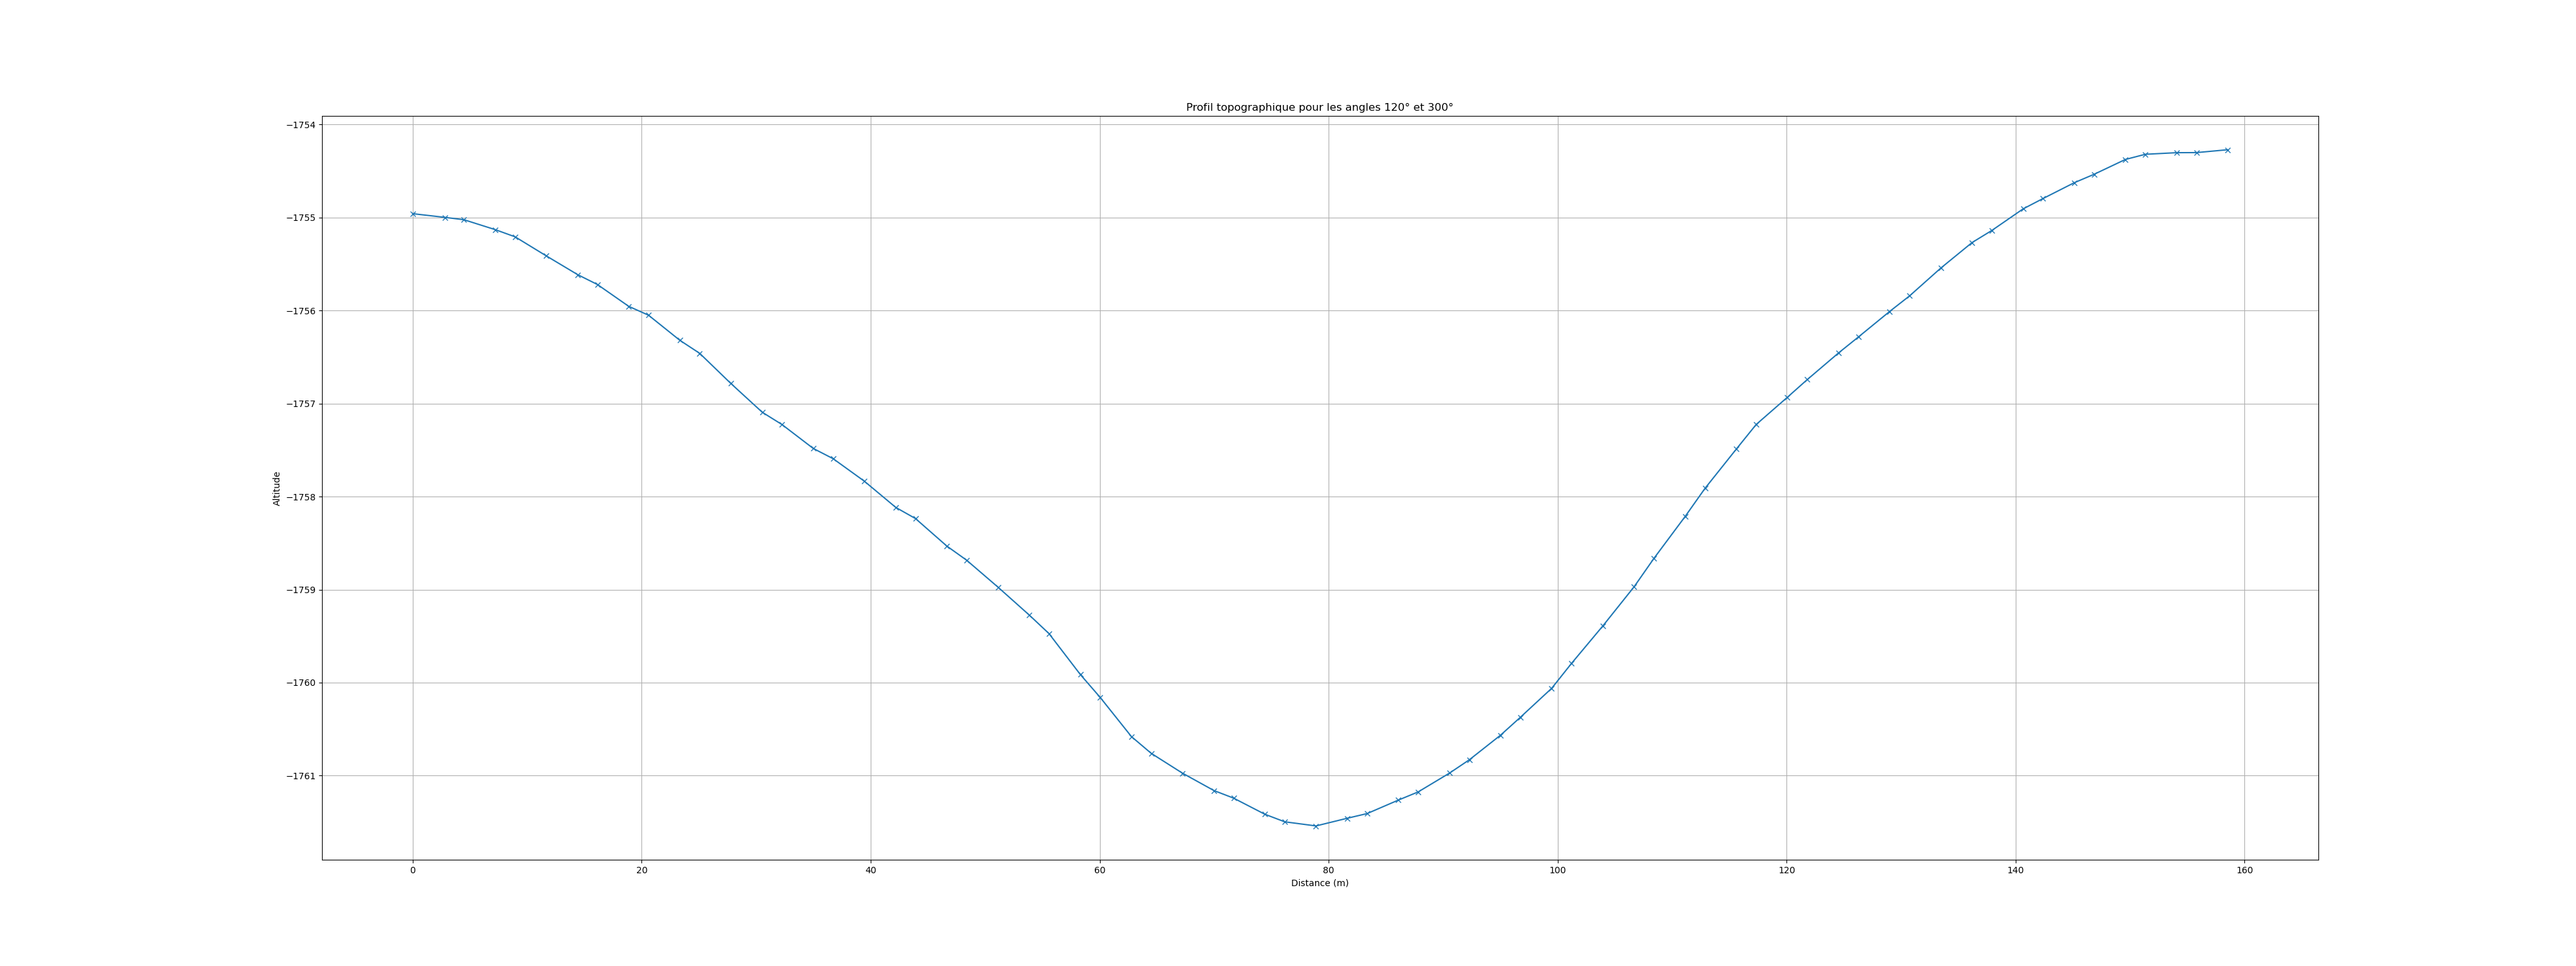 Profil topographique pour les angles 120° et 300°
−1754
−1755
−1756
−1757
−1758
−1759
−1760
−1761
Altitude
0 20 40 60 80 100 120 140 160
Distance (m)